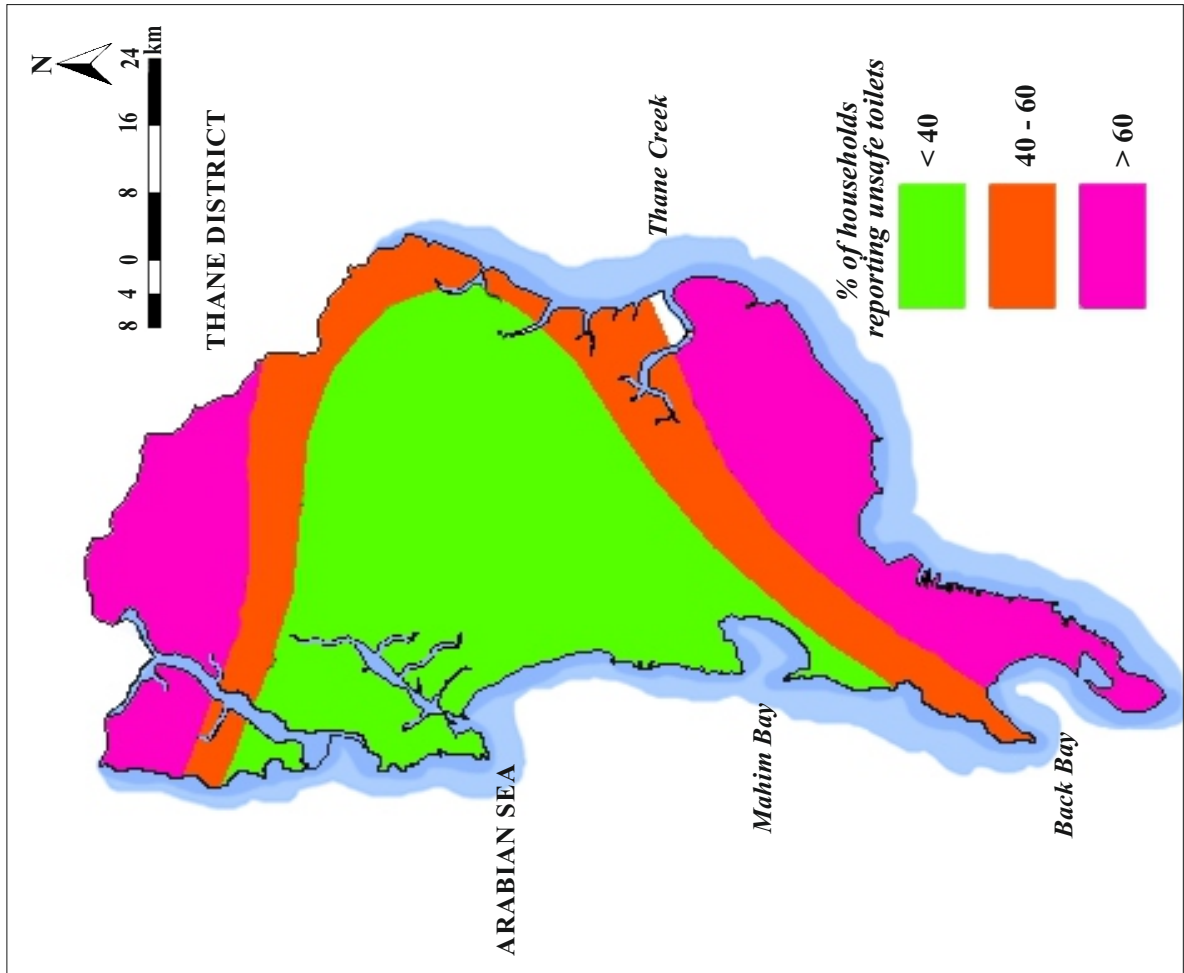 N
8 4 0 8 16 24
km
THANE DISTRICT
Thane Creek
ARABIAN SEA
Mahim Bay
Back Bay
% of households
reporting unsafe toilets
< 40
40 - 60
> 60